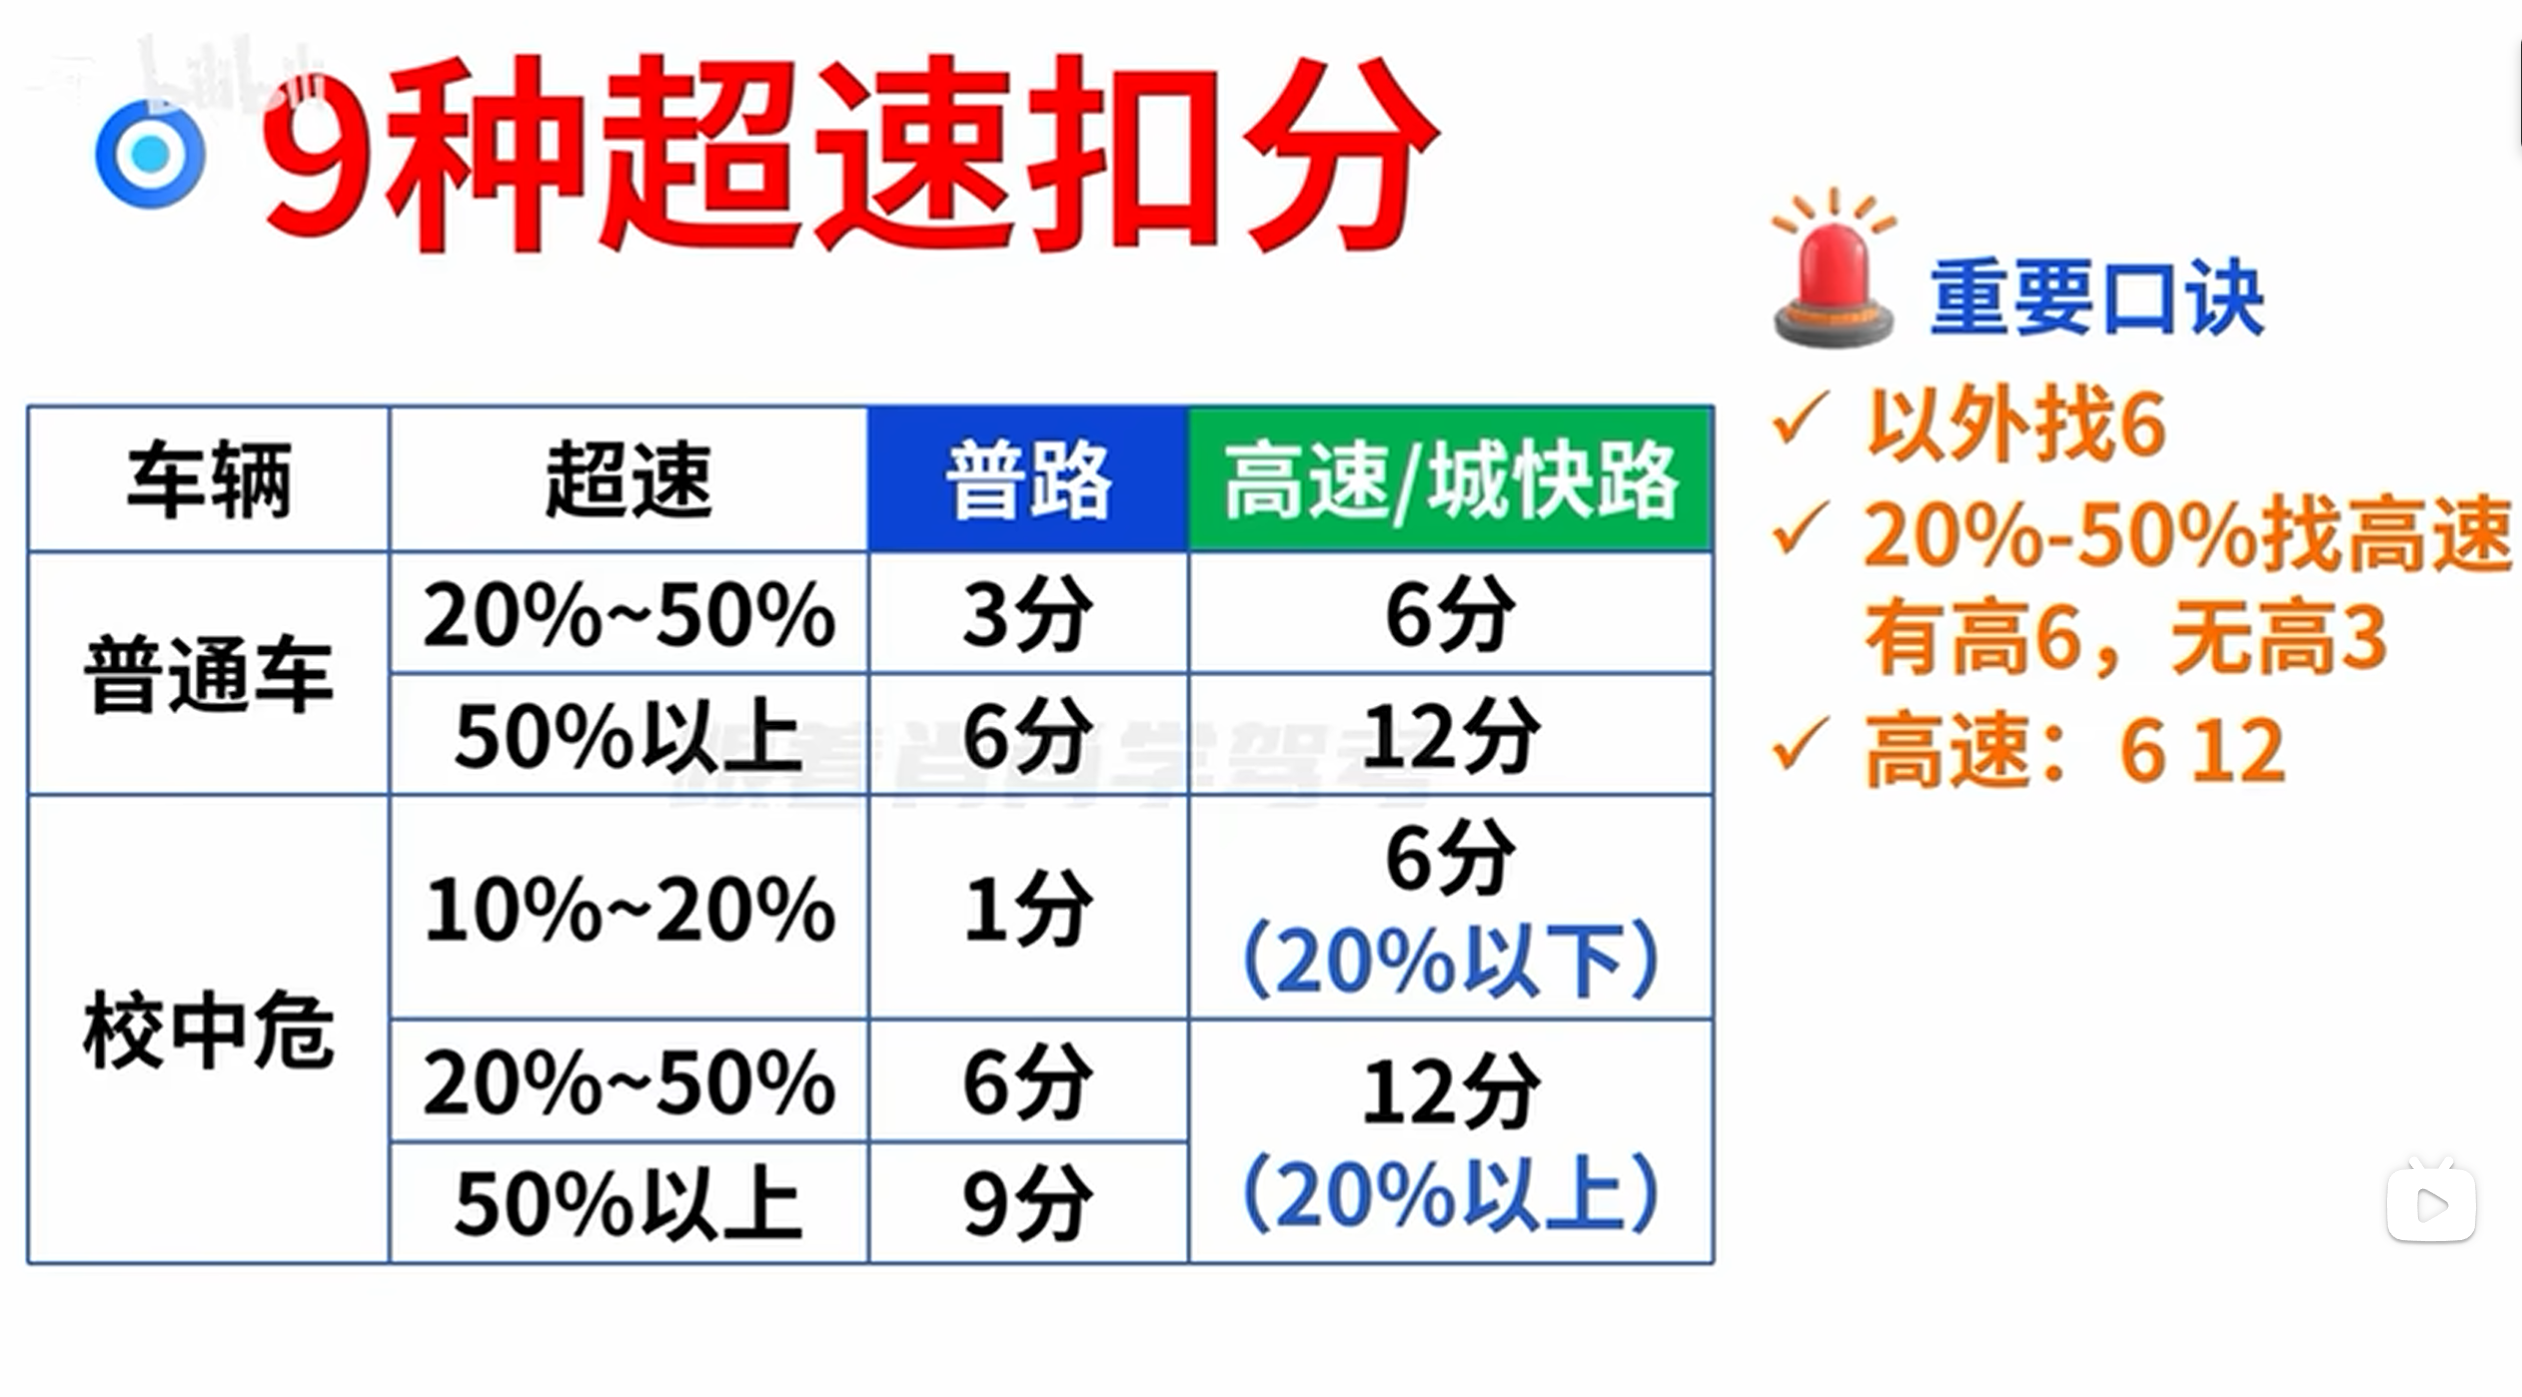 9种超速扣分
重要口诀
以外找6
20%-50%找高速
有高6，无高3
高速：6 12
车辆 超速 普路 高速/城快路
普通车
20%~50% 3分 6分
50%以上 6分 12分
校中危
10%~20% 1分 6分
（20%以下）
20%~50% 6分 12分
（20%以上）
50%以上 9分